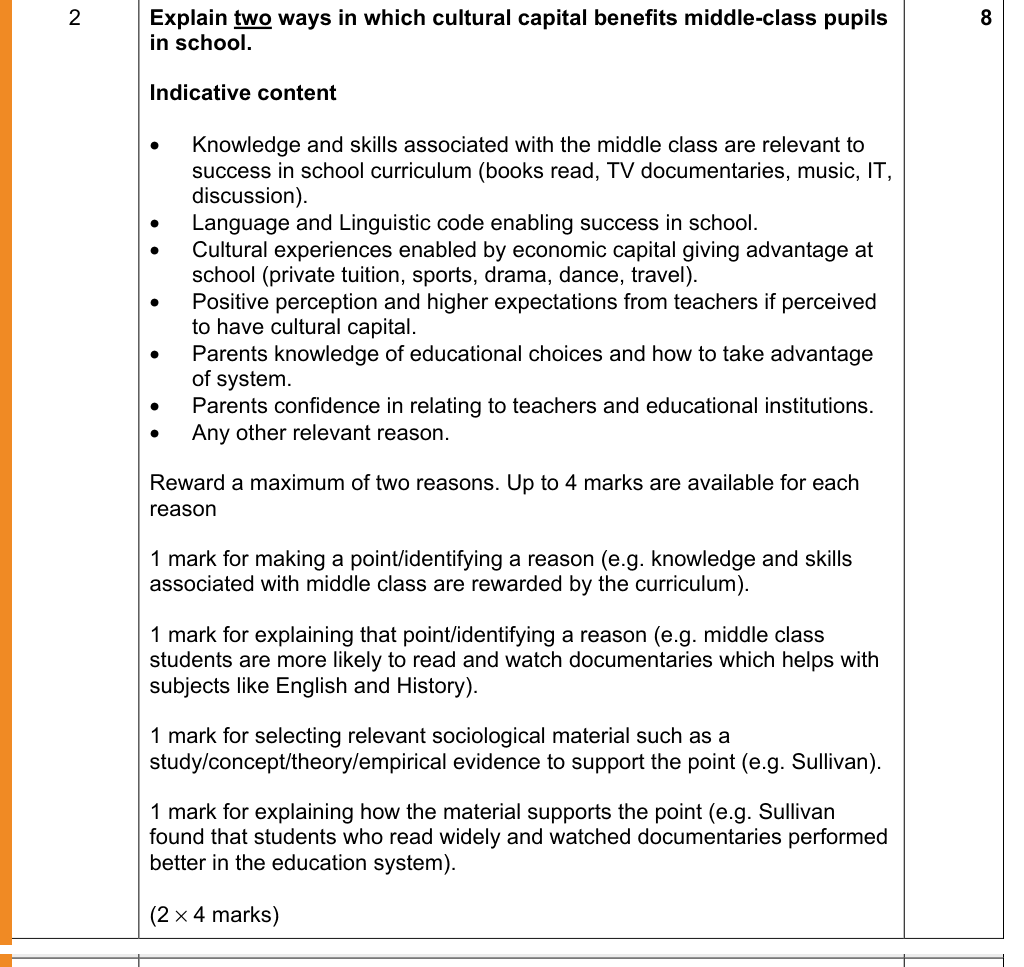 2
Explain two ways in which cultural capital benefits middle-class pupils
8
in school.
Indicative content
• Knowledge and skills associated with the middle class are relevant to
success in school curriculum (books read, TV documentaries, music, IT,
discussion).
• Language and Linguistic code enabling success in school.
• Cultural experiences enabled by economic capital giving advantage at
school (private tuition, sports, drama, dance, travel).
• Positive perception and higher expectations from teachers if perceived
to have cultural capital.
• Parents knowledge of educational choices and how to take advantage
of system.
• Parents confidence in relating to teachers and educational institutions.
• Any other relevant reason.
Reward a maximum of two reasons. Up to 4 marks are available for each
reason
1 mark for making a point/identifying a reason (e.g. knowledge and skills
associated with middle class are rewarded by the curriculum).
1 mark for explaining that point/identifying a reason (e.g. middle class
students are more likely to read and watch documentaries which helps with
subjects like English and History).
1 mark for selecting relevant sociological material such as a
study/concept/theory/empirical evidence to support the point (e.g. Sullivan).
1 mark for explaining how the material supports the point (e.g. Sullivan
found that students who read widely and watched documentaries performed
better in the education system).
(2 × 4 marks)